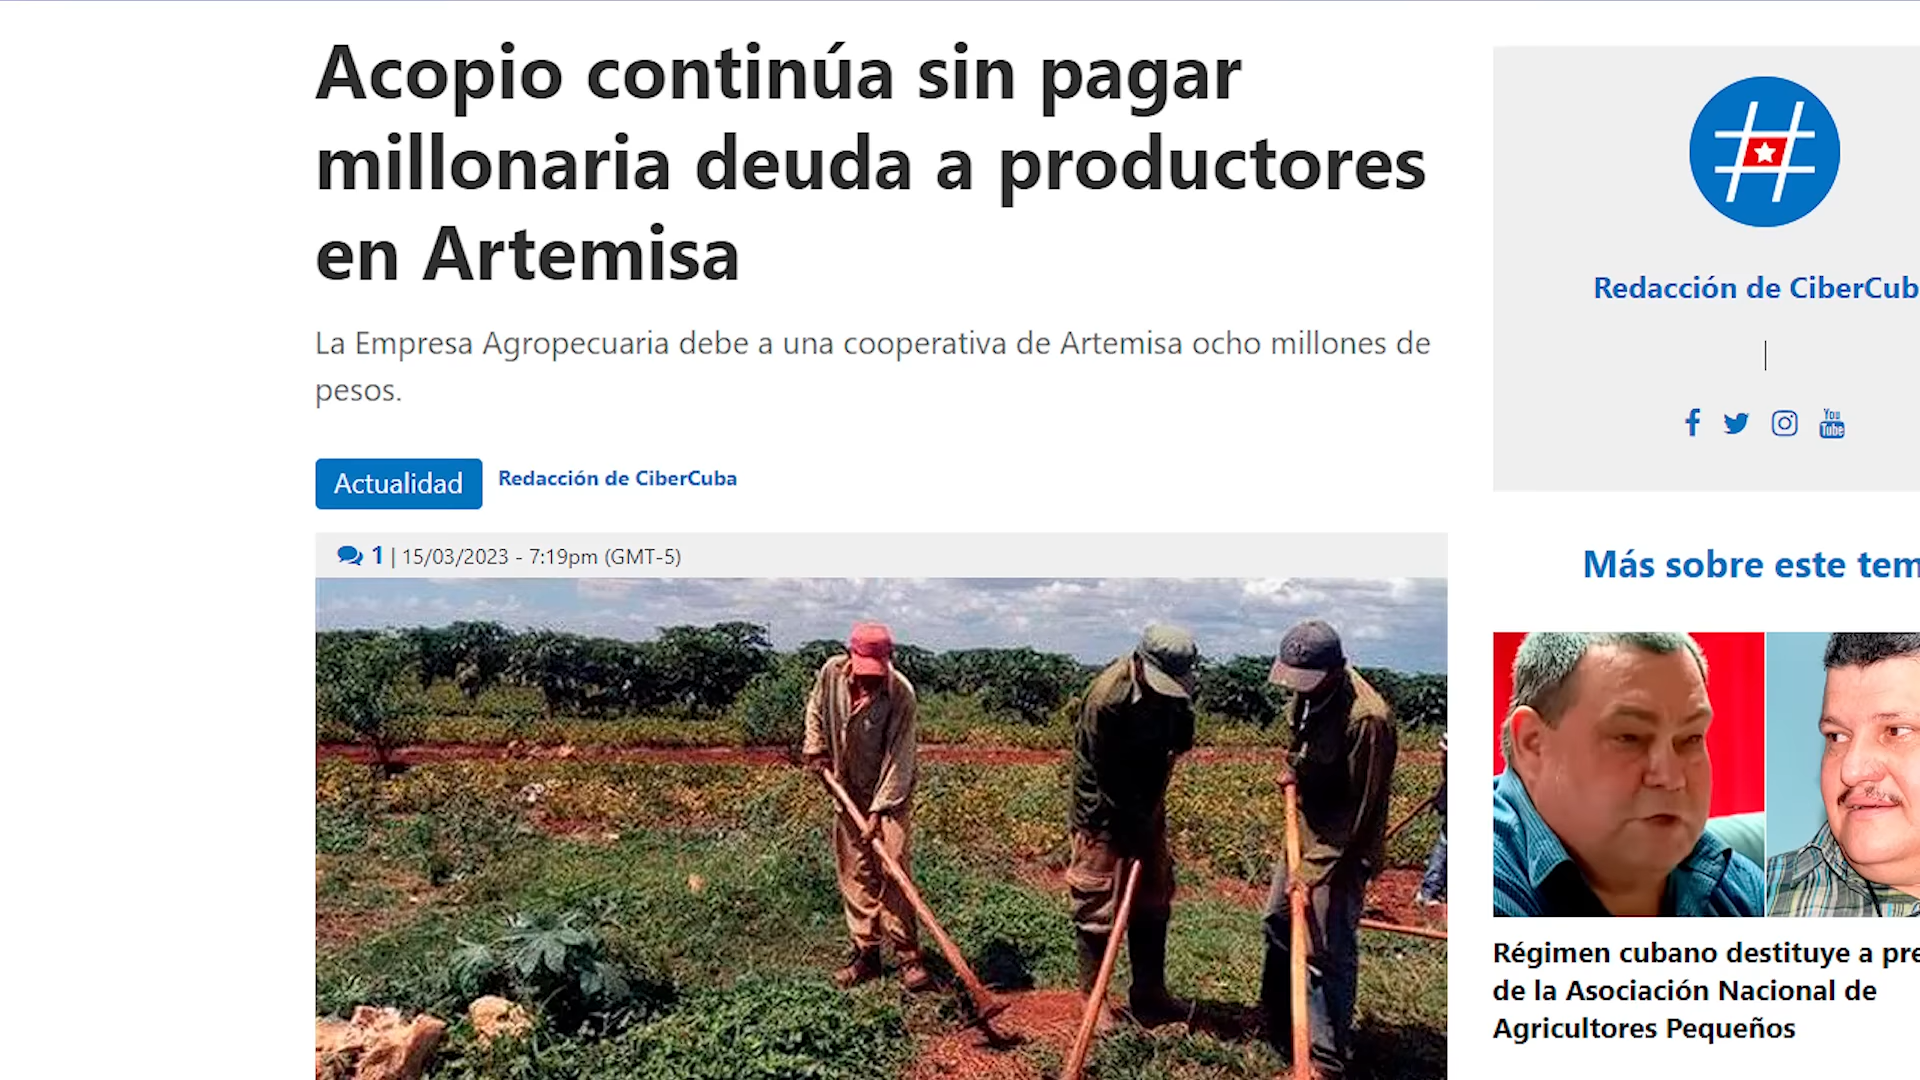 Acopio continúa sin pagar
millonaria deuda a productores
en Artemisa
La Empresa Agropecuaria debe a una cooperativa de Artemisa ocho millones de
pesos.
Actualidad
Redacción de CiberCuba
1 | 15/03/2023 - 7:19pm (GMT-5)
Redacción de CiberCub
|
You
Tube
Más sobre este tem
Régimen cubano destituye a pre
de la Asociación Nacional de
Agricultores Pequeños